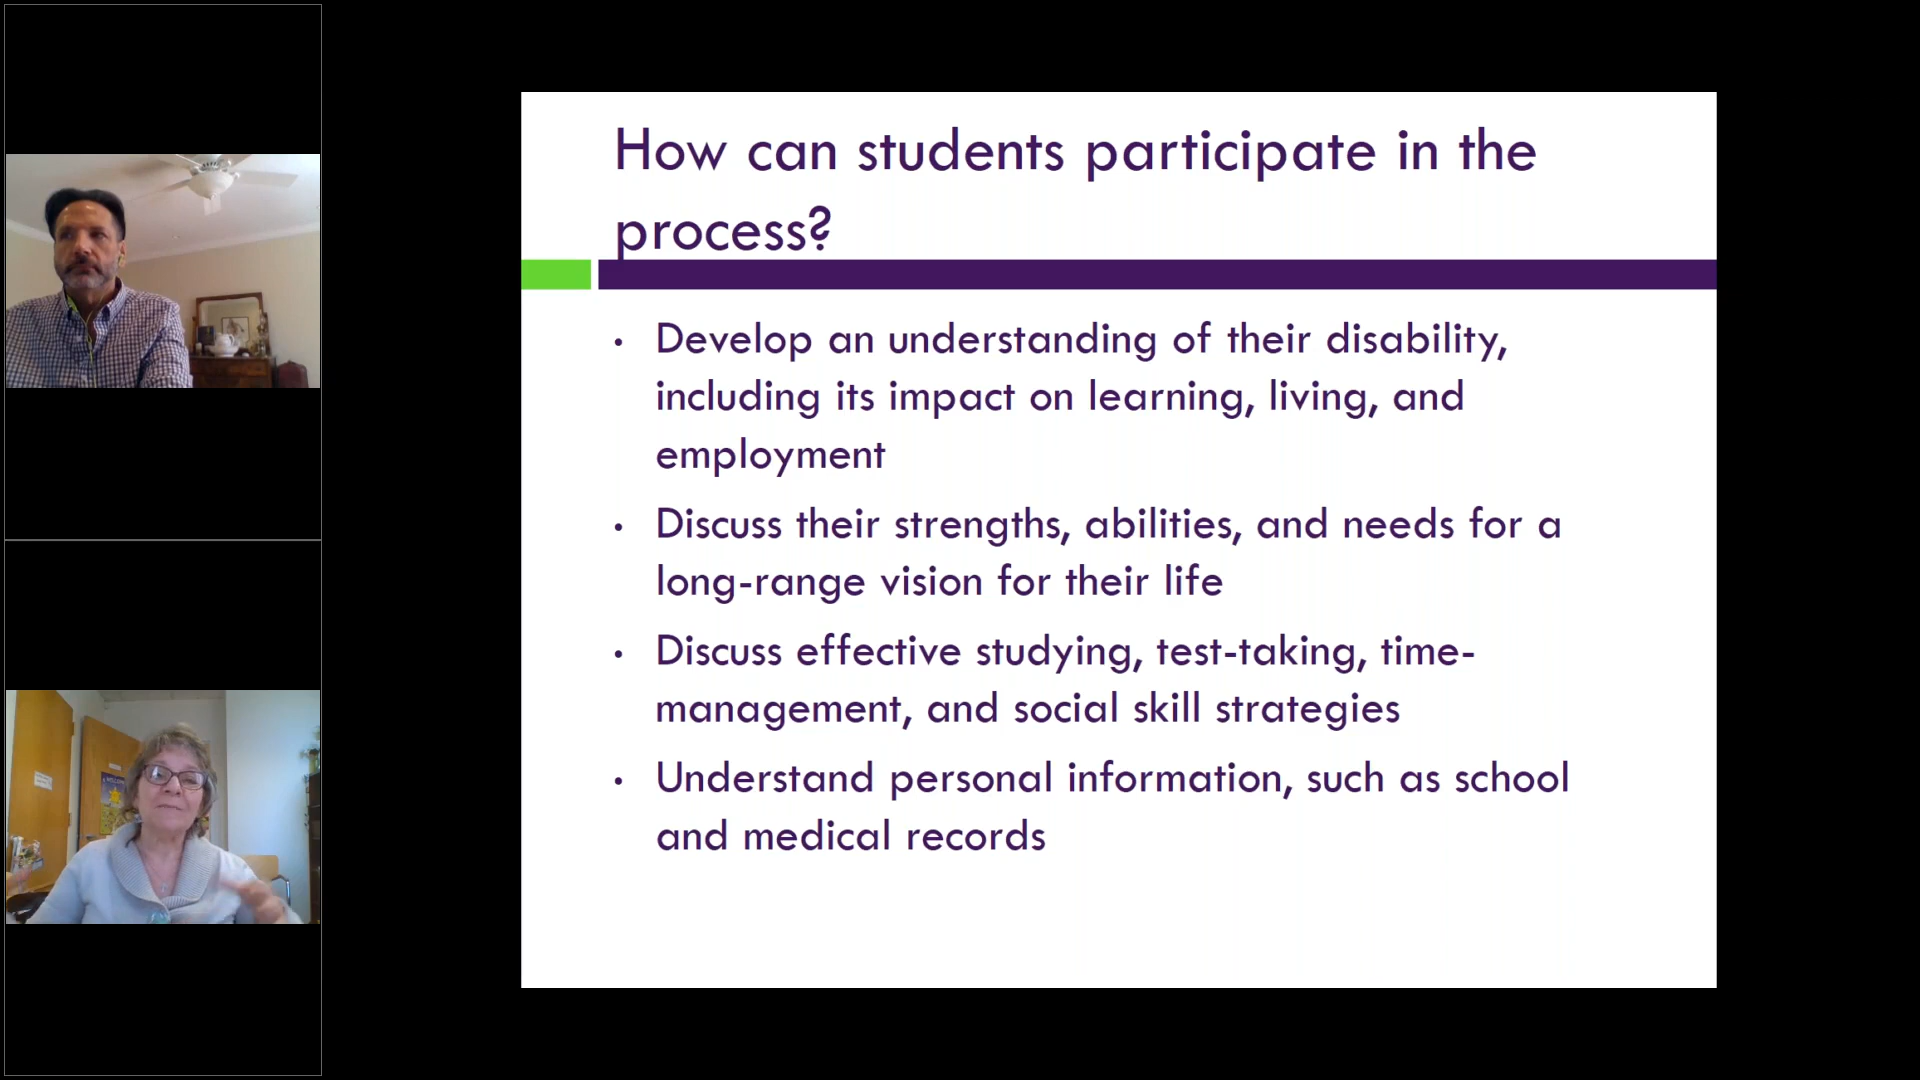 How can students participate in the
process?
• Develop an understanding of their disability,
including its impact on learning, living, and
employment
• Discuss their strengths, abilities, and needs for a
long-range vision for their life
• Discuss effective studying, test-taking, time-
management, and social skill strategies
• Understand personal information, such as school
and medical records